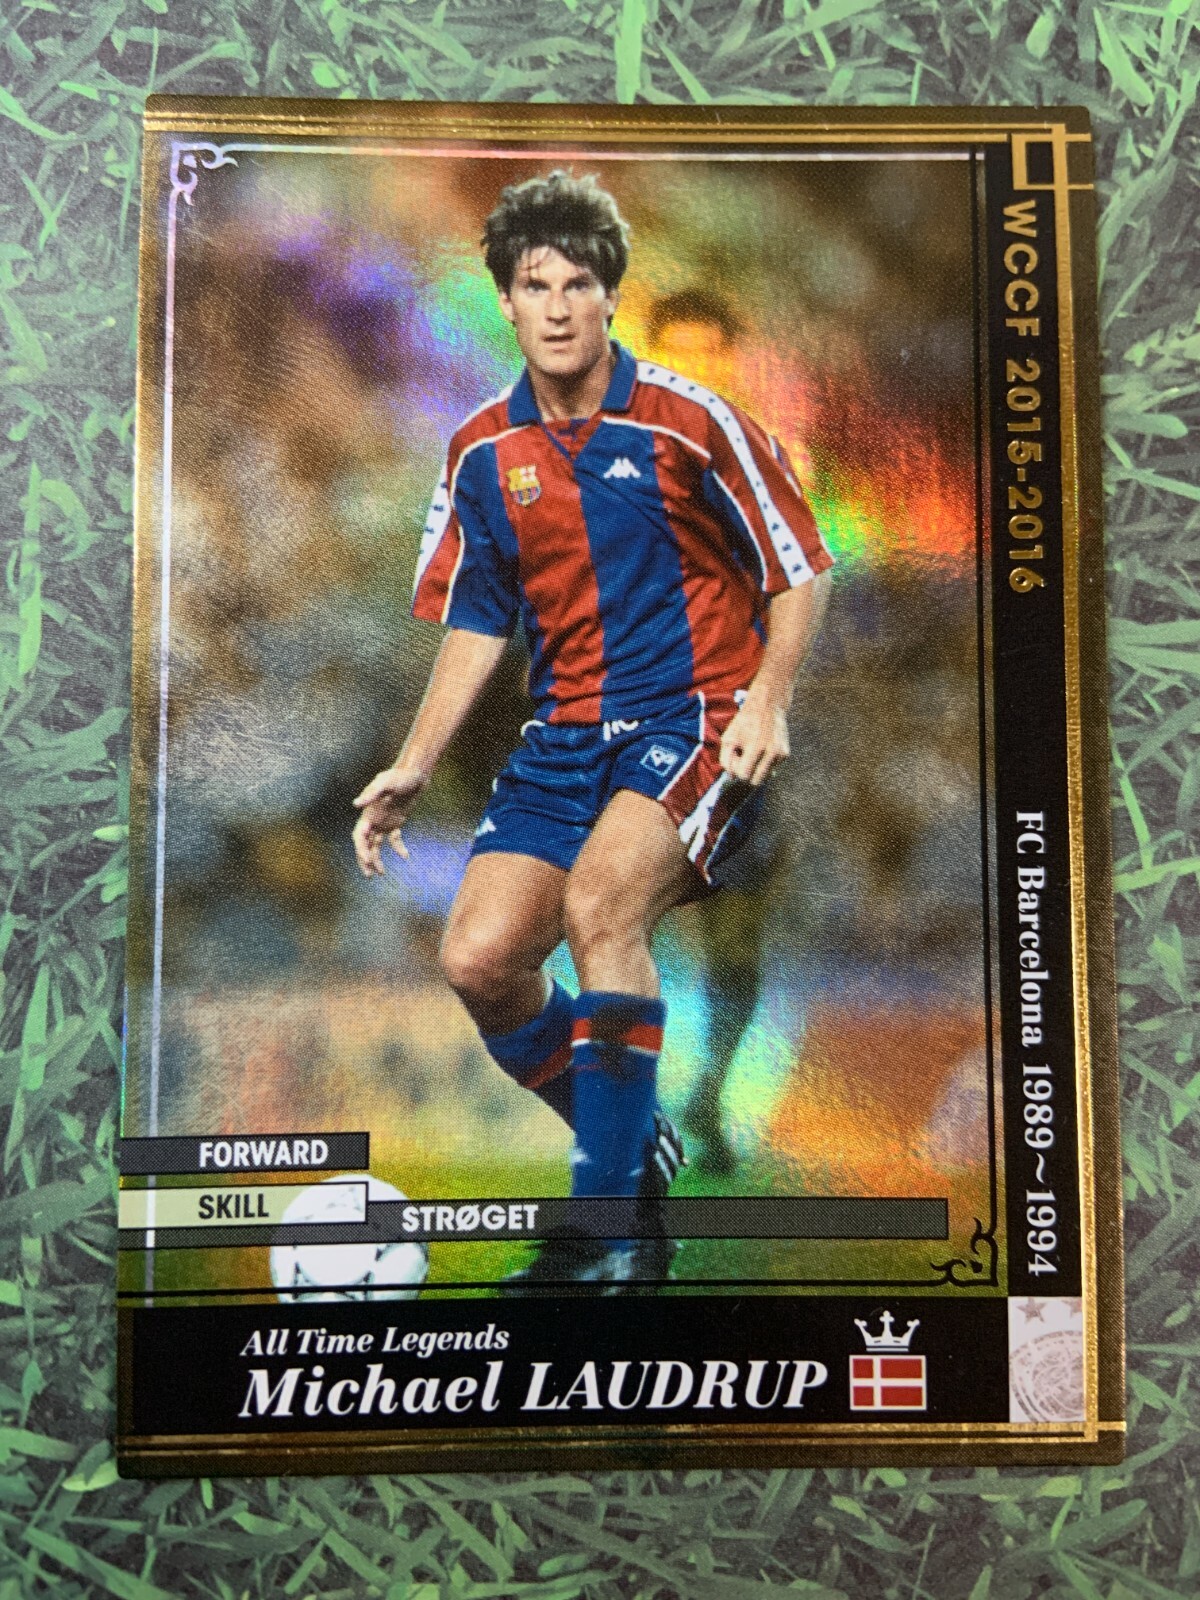 WCCF 2015-2016
FC Barcelona 1989~1994
FORWARD
SKILL
STRØGET
All Time Legends
Michael LAUDRUP